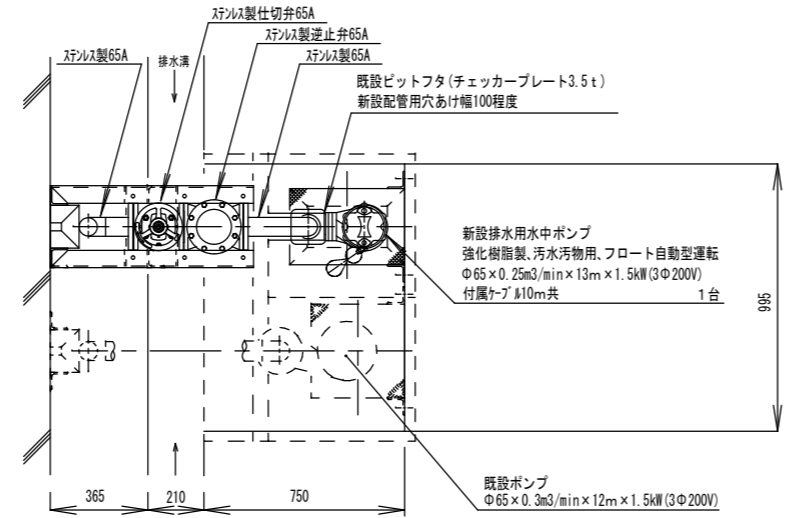 ｽﾃﾝﾚｽ製仕切弁65A
ｽﾃﾝﾚｽ製逆止弁65A
ｽﾃﾝﾚｽ製65A
排水溝
ｽﾃﾝﾚｽ製65A
既設ピットフタ(チェッカープレート3.5ｔ)
新設配管用穴あけ幅100程度
新設排水用水中ポンプ
強化樹脂製、汚水汚物用、フロート自動型運転
Φ65×0.25m3/min×13m×1.5kW(3Φ200V)
付属ｹｰﾌﾞﾙ10m共 1台
995
既設ポンプ
Φ65×0.3m3/min×12m×1.5kW(3Φ200V)
365
210
750